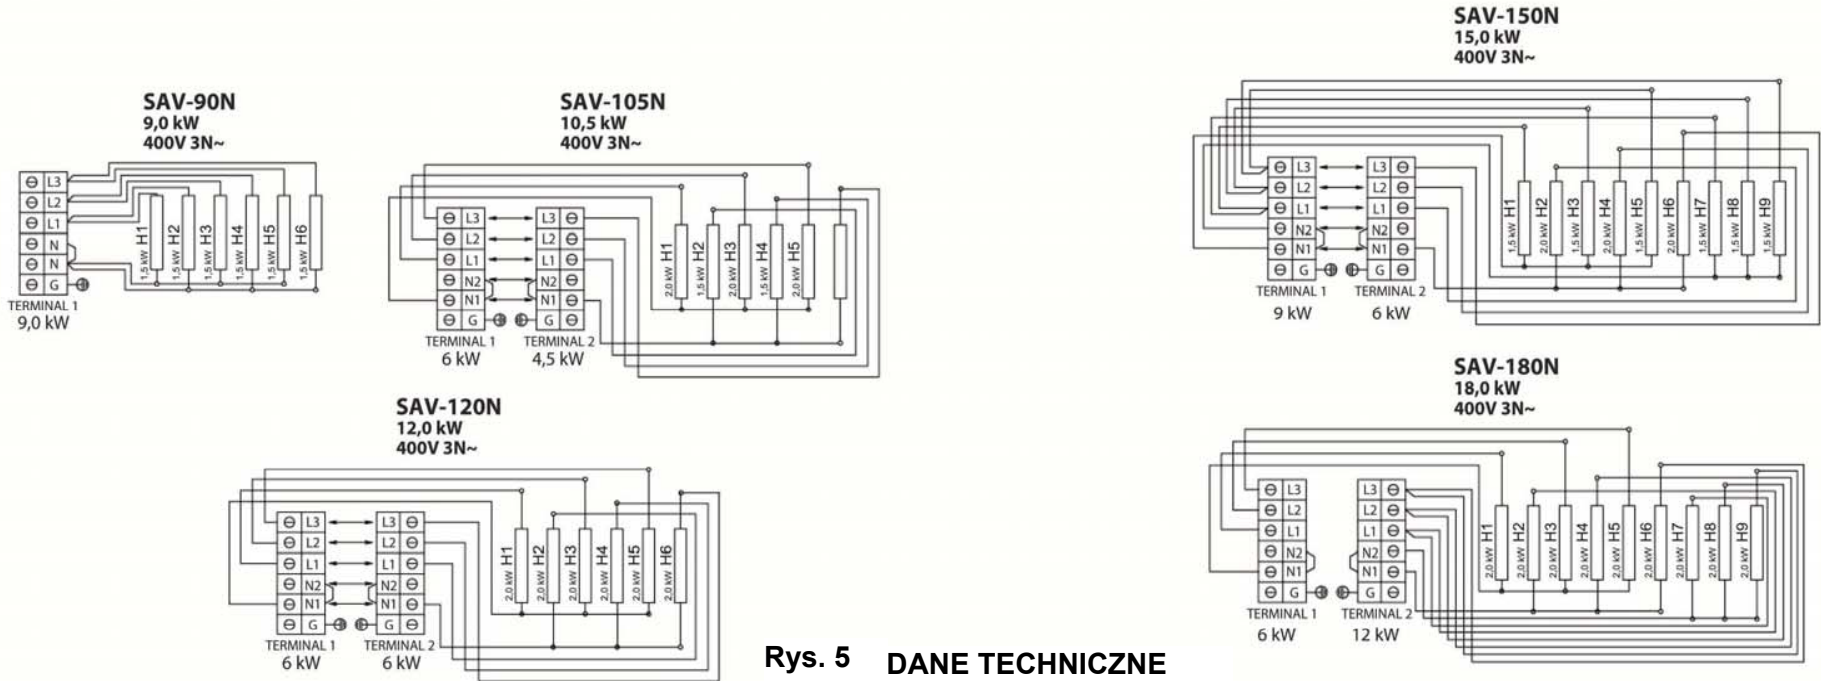 SAV-90N
9,0 kW
400V 3N~
L3
L2
L1
N
N
G
1,5 kW H1
1,5 kW H2
1,5 kW H3
1,5 kW H4
1,5 kW H5
1,5 kW H6
TERMINAL 1
9,0 kW
SAV-105N
10,5 kW
400V 3N~
L3 L3
L2 L2
L1 L1
N2 N2
N1 N1
G G
2,0 kW H1
1,5 kW H2
2,0 kW H3
1,5 kW H4
2,0 kW H5
TERMINAL 1 TERMINAL 2
6 kW 4,5 kW
SAV-120N
12,0 kW
400V 3N~
L3 L3
L2 L2
L1 L1
N2 N2
N1 N1
G G
2,0 kW H1
2,0 kW H2
2,0 kW H3
2,0 kW H4
2,0 kW H5
2,0 kW H6
TERMINAL 1 TERMINAL 2
6 kW 6 kW
SAV-150N
15,0 kW
400V 3N~
L3 L3
L2 L2
L1 L1
N2 N2
N1 N1
G G
1,5 kW H1
2,0 kW H2
1,5 kW H3
2,0 kW H4
1,5 kW H5
2,0 kW H6
1,5 kW H7
1,5 kW H8
1,5 kW H9
TERMINAL 1 TERMINAL 2
9 kW 6 kW
SAV-180N
18,0 kW
400V 3N~
L3 L3
L2 L2
L1 L1
N2 N2
N1 N1
G G
2,0 kW H1
2,0 kW H2
2,0 kW H3
2,0 kW H4
2,0 kW H5
2,0 kW H6
2,0 kW H7
2,0 kW H8
2,0 kW H9
TERMINAL 1 TERMINAL 2
6 kW 12 kW
Rys. 5 DANE TECHNICZNE